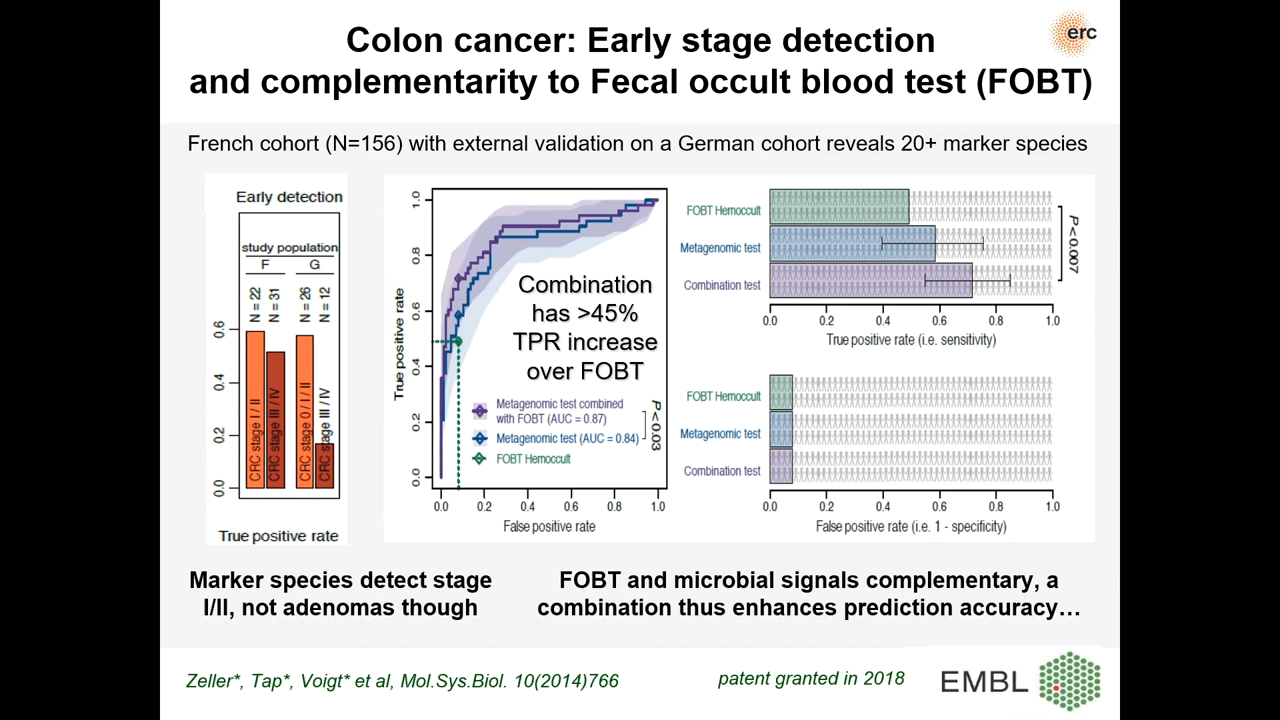 Colon cancer: Early stage detection
and complementarity to Fecal occult blood test (FOBT)
erc
French cohort (N=156) with external validation on a German cohort reveals 20+ marker species
Early detection
study population
F G
N = 22
N = 31
N = 26
N = 12
0.6
0.4
0.2
0.0
CRC stage I / II
CRC stage III / IV
CRC stage 0 / I / II
CRC stage III / IV
True positive rate
True positive rate
1.0
0.8
0.6
0.4
0.2
0.0
Combination
has >45%
TPR increase
over FOBT
Metagenomic test combined
with FOBT (AUC = 0.87)
Metagenomic test (AUC = 0.84)
FOBT Hemoccult
P < 0.03
0.0 0.2 0.4 0.6 0.8 1.0
False positive rate
FOBT Hemoccult
Metagenomic test
Combination test
P < 0.007
0.0 0.2 0.4 0.6 0.8 1.0
True positive rate (i.e. sensitivity)
FOBT Hemoccult
Metagenomic test
Combination test
0.0 0.2 0.4 0.6 0.8 1.0
False positive rate (i.e. 1 - specificity)
Marker species detect stage
I/II, not adenomas though
FOBT and microbial signals complementary, a
combination thus enhances prediction accuracy…
Zeller*, Tap*, Voigt* et al, Mol.Sys.Biol. 10(2014)766
patent granted in 2018
EMBL